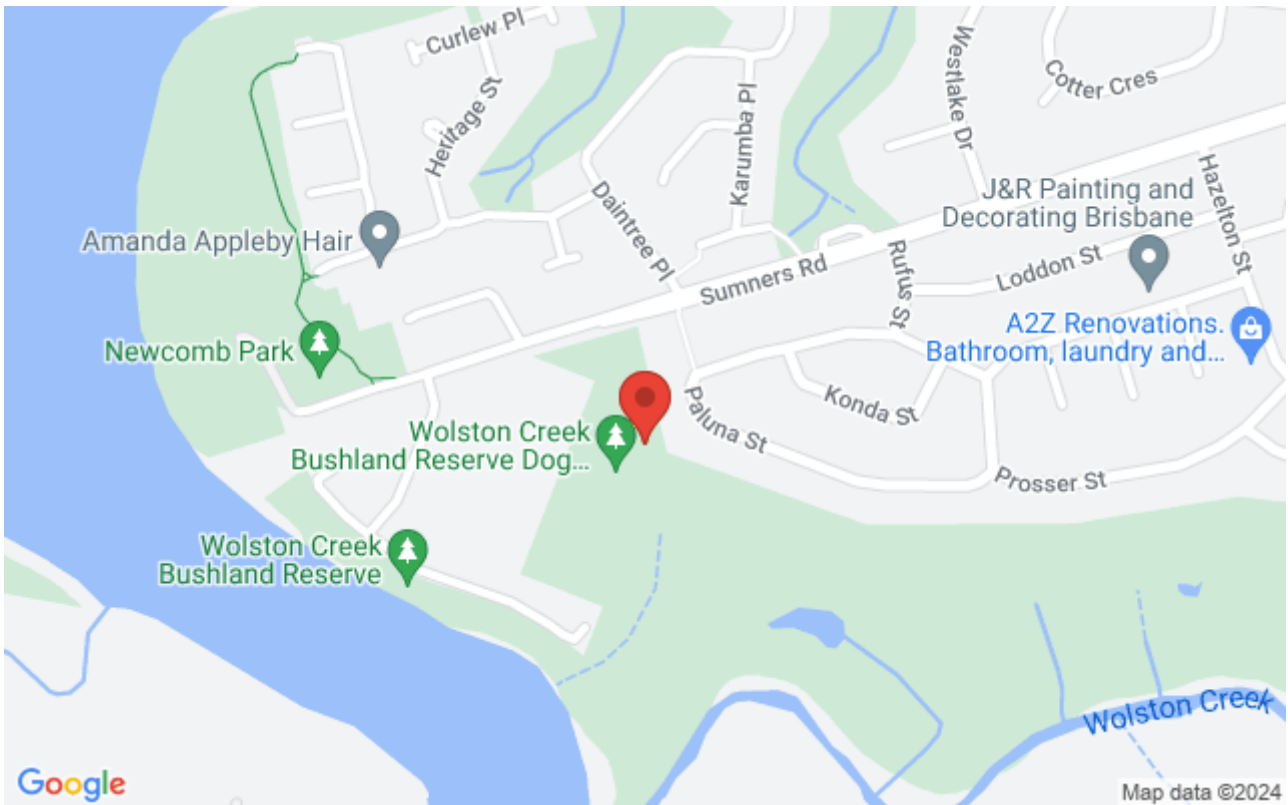 Curlew Pl
Heritage St
Karumba Pl
Westlake Dr
Cotter Cres
Hazelton St
J&R Painting and
Decorating Brisbane
Amanda Appleby Hair
Daintree Pl
Sumners Rd
Rufus St
Loddon St
Newcomb Park
A2Z Renovations.
Bathroom, laundry and...
Konda St
Paluna St
Wolston Creek
Bushland Reserve Dog...
Prosser St
Wolston Creek
Bushland Reserve
Wolston Creek
Google
Map data ©2024